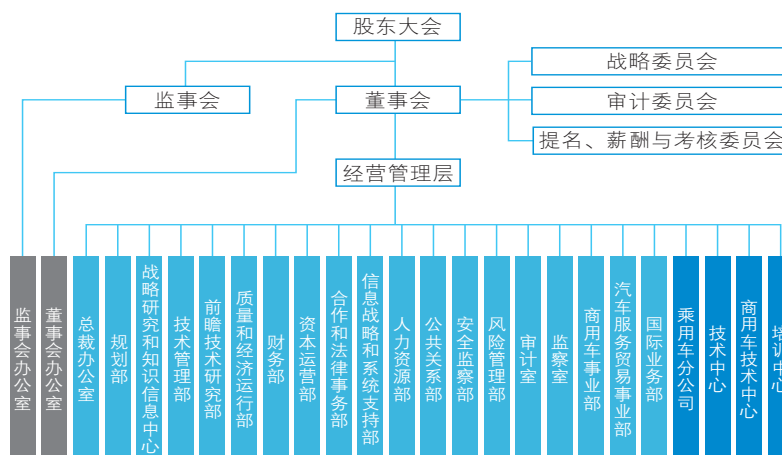 股东大会
战略委员会
监事会
董事会
审计委员会
提名、薪酬与考核委员会
经营管理层
监事会办公室
董事会办公室
总裁办公室
规划部
战略研究和知识信息中心
技术管理部
前瞻技术研究部
质量和经济运行部
财务部
资本运营部
合作和法律事务部
信息战略和系统支持部
人力资源部
公共关系部
安全监察部
风险管理部
审计室
监察室
商用车事业部
汽车服务贸易事业部
国际业务部
乘用车分公司
技术中心
商用车技术中心
培训中心